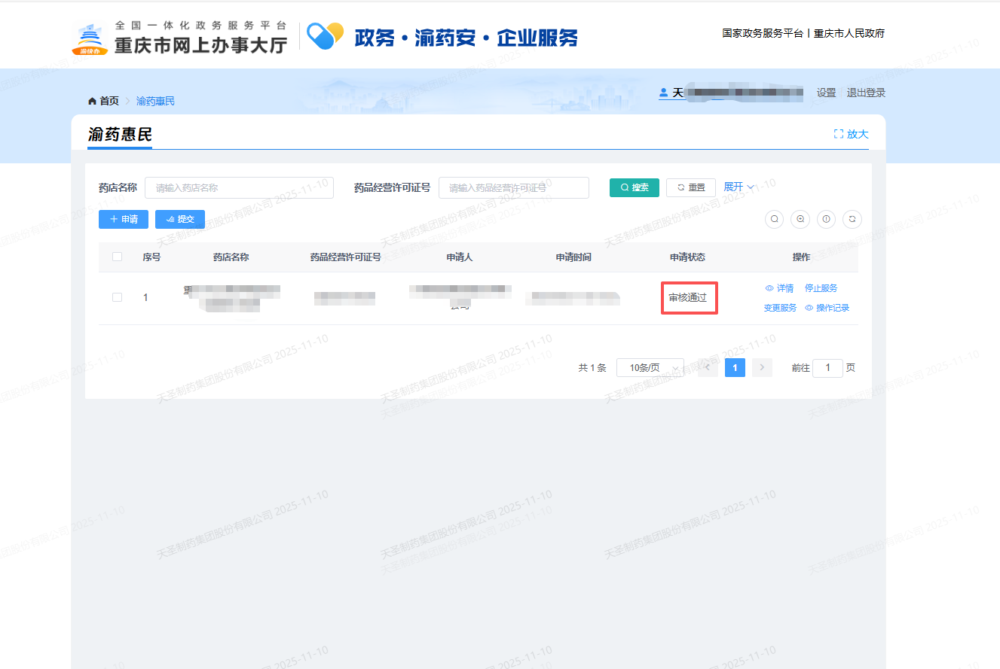 全国一体化政务服务平台
重庆市网上办事大厅
渝快办
政务·渝药安·企业服务
国家政务服务平台 | 重庆市人民政府
首页 > 渝药惠民
天
设置 | 退出登录
渝药惠民
放大
药店名称 请输入药店名称 药品经营许可证号 请输入药品经营许可证号 搜索 重置 展开
+ 申请 提交
序号 药店名称 药品经营许可证号 申请人 申请时间 申请状态 操作
1 审核通过
详情 停止服务
变更服务 操作记录
共 1 条 10条/页 < 1 > 前往 1 页
天圣制药集团股份有限公司 2025-11-10